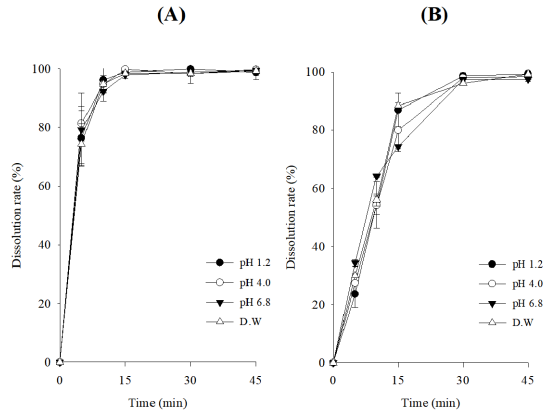 (A)
(B)
Dissolution rate (%)
100
80
60
40
20
0
0
15
30
45
Time (min)
pH 1.2
pH 4.0
pH 6.8
D.W
Dissolution rate (%)
100
80
60
40
20
0
0
15
30
45
Time (min)
pH 1.2
pH 4.0
pH 6.8
D.W